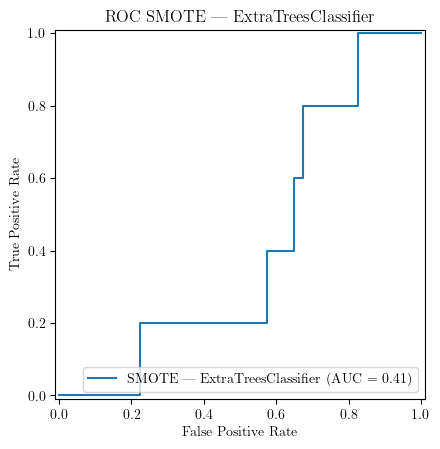 ROC SMOTE — ExtraTreesClassifier
1.0
0.8
0.6
0.4
0.2
0.0
True Positive Rate
SMOTE — ExtraTreesClassifier (AUC = 0.41)
0.0 0.2 0.4 0.6 0.8 1.0
False Positive Rate